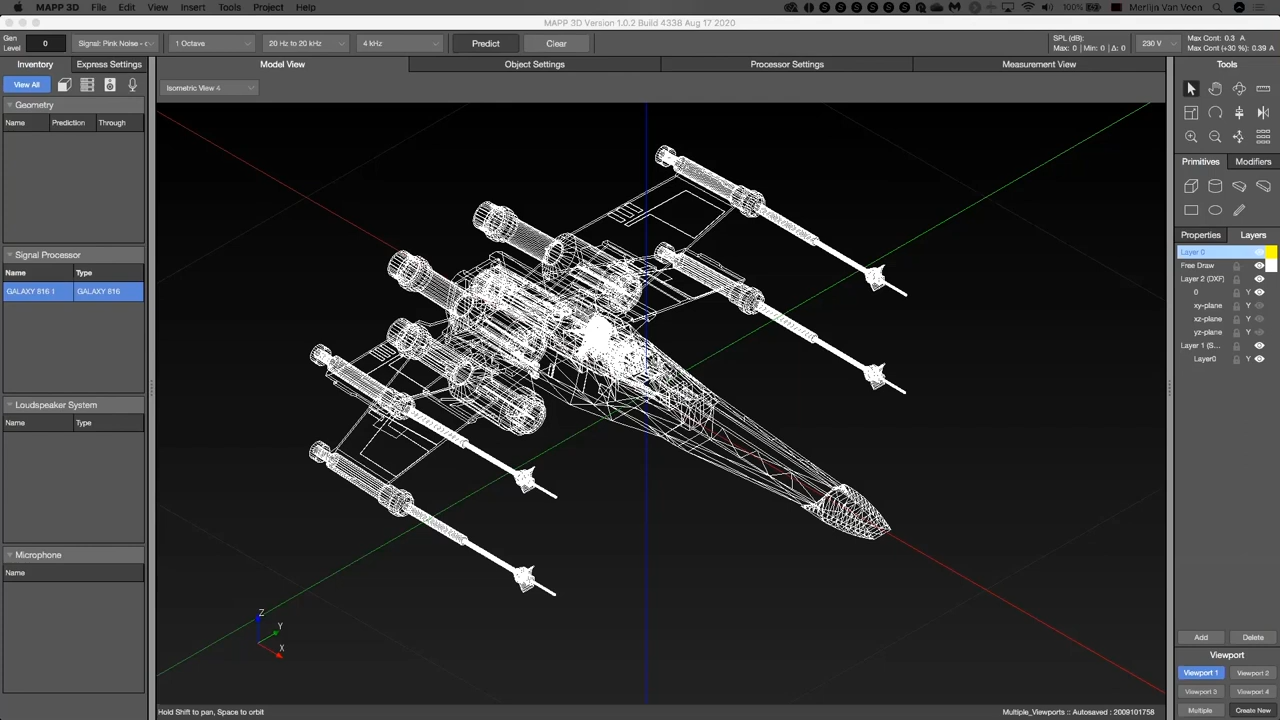 MAPP 3D File Edit View Insert Tools Project Help 100% Merlijn Van Veen
MAPP 3D Version 1.0.2 Build 4338 Aug 17 2020
Gen Level 0 Signal: Pink Noise - 1 Octave 20 Hz to 20 kHz 4 kHz Predict Clear
SPL (dB):
Max: 0 | Min: 0 | Δ: 0
230 V
Max Cont: 0.3 A
Max Cont (+30 %): 0.39 A
Inventory Express Settings Model View Object Settings Processor Settings Measurement View Tools
View All
Isometric View 4
Geometry
Name Prediction Through
Signal Processor
Name Type
GALAXY 816 1 GALAXY 816
Loudspeaker System
Name Type
Microphone
Name
Z
Y
X
Hold Shift to pan, Space to orbit
Multiple_Viewports :: Autosaved : 2009101758
Primitives Modifiers
Properties Layers
Layer 0
Free Draw
Layer 2 (DXF)
0 Y
xy-plane Y
xz-plane Y
yz-plane Y
Layer 1 (S...
Layer0 Y
Add Delete
Viewport
Viewport 1 Viewport 2
Viewport 3 Viewport 4
Multiple Create New